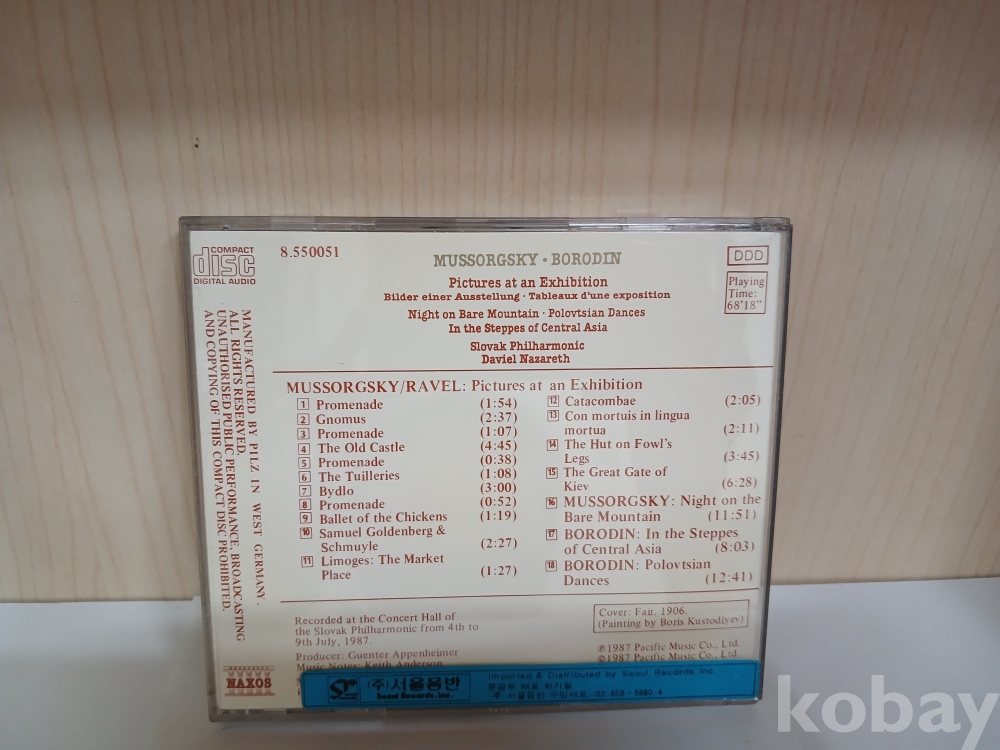 COMPACT
disc
DIGITAL AUDIO
8.550051
MUSSORGSKY · BORODIN
DDD
Pictures at an Exhibition
Bilder einer Ausstellung · Tableaux d'une exposition
Playing
Time:
68'18"
Night on Bare Mountain · Polovtsian Dances
In the Steppes of Central Asia
Slovak Philharmonic
Daviel Nazareth
MANUFACTURED BY PILZ IN WEST GERMANY.
ALL RIGHTS RESERVED.
UNAUTHORISED PUBLIC PERFORMANCE, BROADCASTING
AND COPYING OF THIS COMPACT DISC PROHIBITED.
MUSSORGSKY/RAVEL: Pictures at an Exhibition
1 Promenade (1:54)
2 Gnomus (2:37)
3 Promenade (1:07)
4 The Old Castle (4:45)
5 Promenade (0:38)
6 The Tuilleries (1:08)
7 Bydlo (3:00)
8 Promenade (0:52)
9 Ballet of the Chickens (1:19)
10 Samuel Goldenberg &
Schmuyle (2:27)
11 Limoges: The Market
Place (1:27)
12 Catacombae (2:05)
13 Con mortuis in lingua
mortua (2:11)
14 The Hut on Fowl's
Legs (3:45)
15 The Great Gate of
Kiev (6:28)
16 MUSSORGSKY: Night on the
Bare Mountain (11:51)
17 BORODIN: In the Steppes
of Central Asia (8:03)
18 BORODIN: Polovtsian
Dances (12:41)
Recorded at the Concert Hall of
the Slovak Philharmonic from 4th to
9th July, 1987.
Producer: Guenter Appenheimer
Music Notes: Keith Anderson
Cover: Fair. 1906.
(Painting by Boris Kustodiyev)
℗ 1987 Pacific Music Co., Ltd.
© 1987 Pacific Music Co., Ltd.
NAXOS
(주)서울음반
Seoul Records, Inc.
Imported & Distributed by Seoul Records, Inc.
kobay